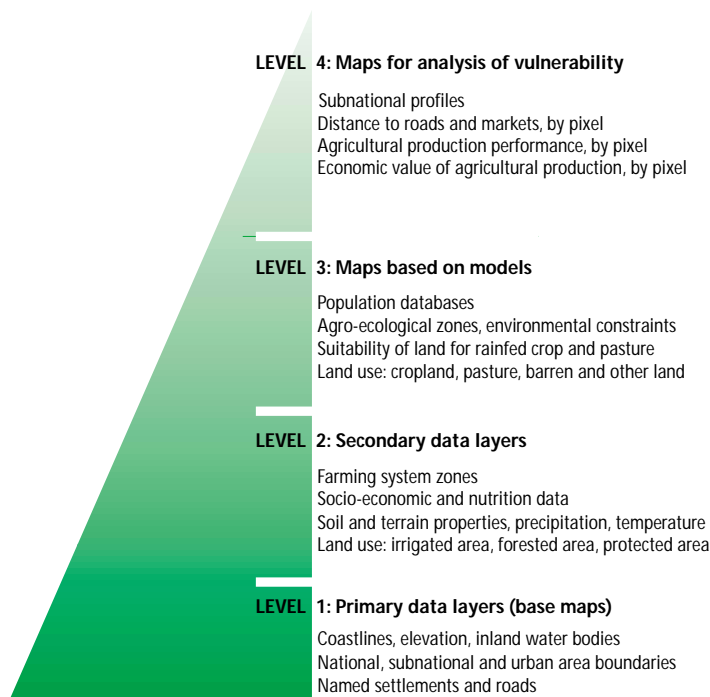 LEVEL 4: Maps for analysis of vulnerability
Subnational profiles
Distance to roads and markets, by pixel
Agricultural production performance, by pixel
Economic value of agricultural production, by pixel
LEVEL 3: Maps based on models
Population databases
Agro-ecological zones, environmental constraints
Suitability of land for rainfed crop and pasture
Land use: cropland, pasture, barren and other land
LEVEL 2: Secondary data layers
Farming system zones
Socio-economic and nutrition data
Soil and terrain properties, precipitation, temperature
Land use: irrigated area, forested area, protected area
LEVEL 1: Primary data layers (base maps)
Coastlines, elevation, inland water bodies
National, subnational and urban area boundaries
Named settlements and roads